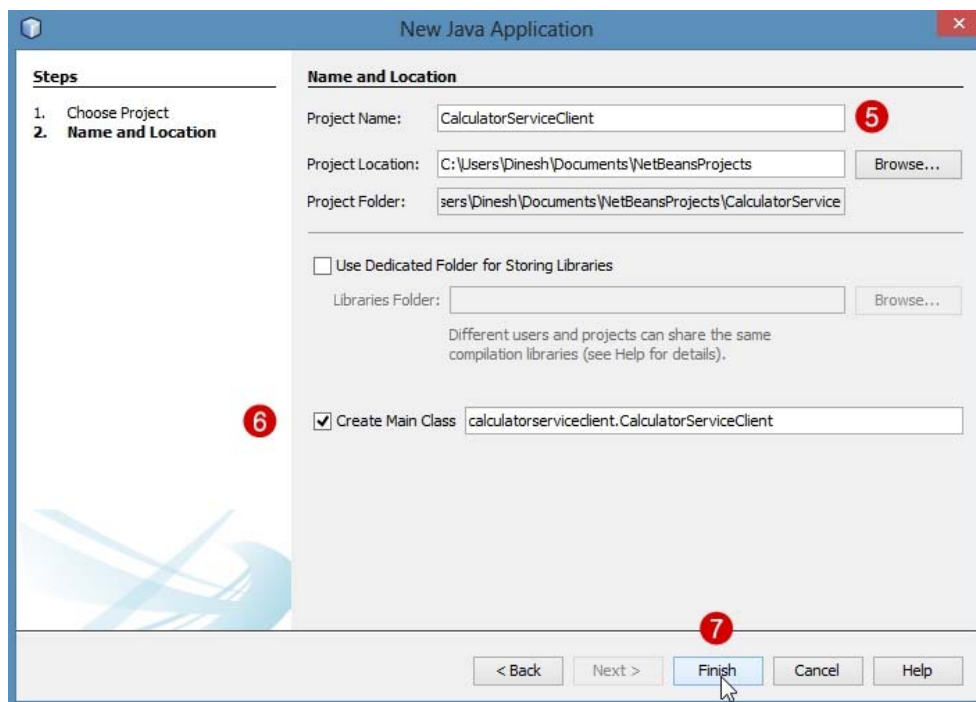 New Java Application
Steps
1. Choose Project
2. Name and Location
Name and Location
Project Name: CalculatorServiceClient 5
Project Location: C:\Users\Dinesh\Documents\NetBeansProjects Browse...
Project Folder: sers\Dinesh\Documents\NetBeansProjects\CalculatorService
Use Dedicated Folder for Storing Libraries
Libraries Folder: Browse...
Different users and projects can share the same
compilation libraries (see Help for details).
6 Create Main Class calculatorserviceclient.CalculatorServiceClient
7
< Back Next > Finish Cancel Help